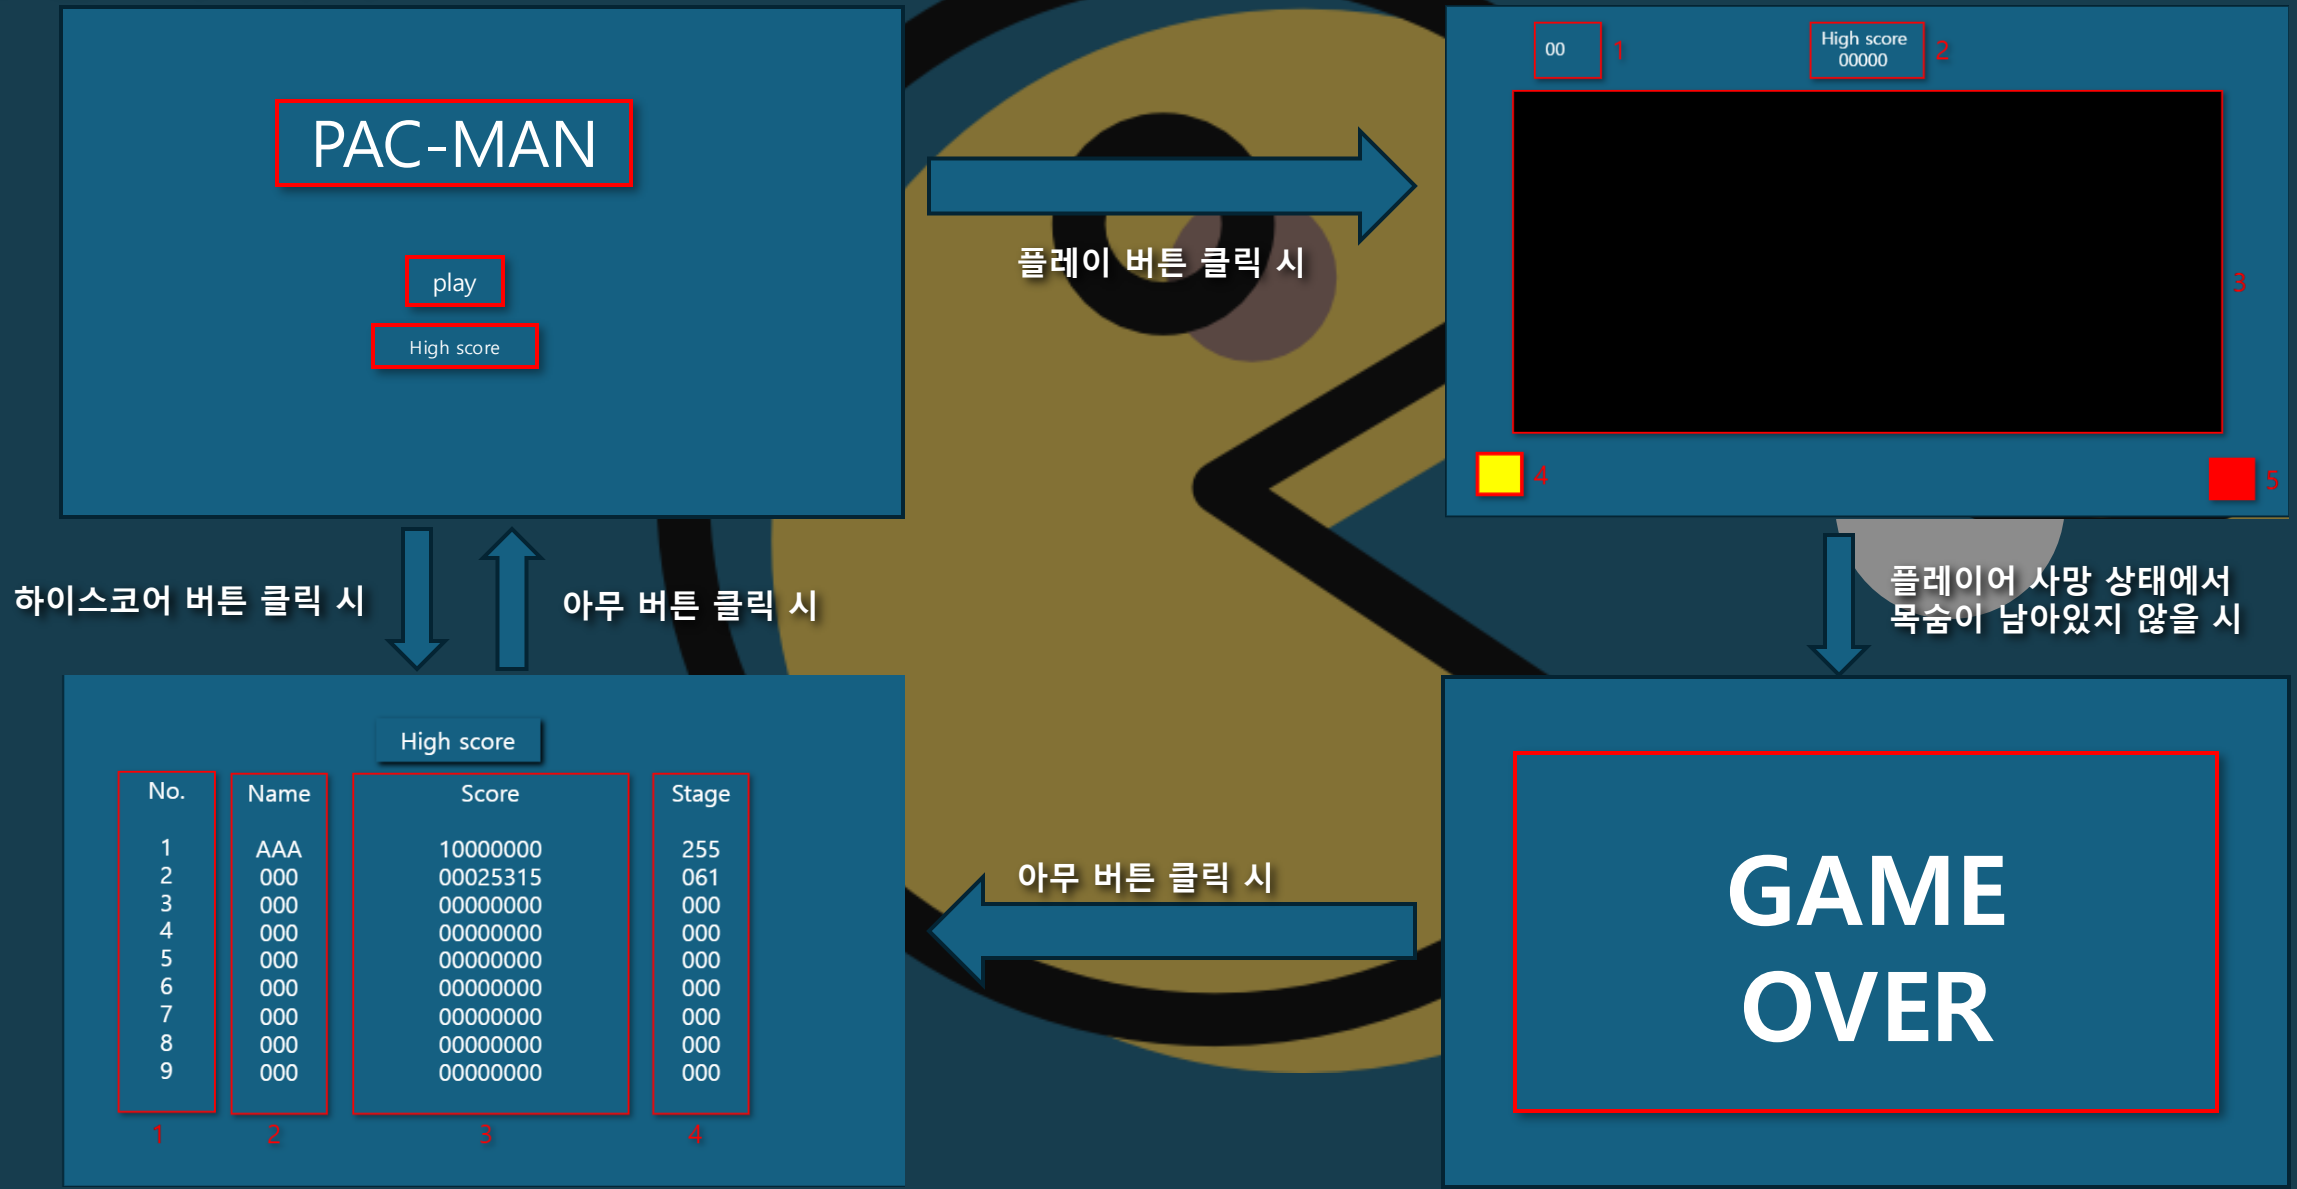 PAC-MAN
play
High score
플레이 버튼 클릭 시
00
1
High score
00000
2
3
4
5
하이스코어 버튼 클릭 시
아무 버튼 클릭 시
플레이어 사망 상태에서
목숨이 남아있지 않을 시
High score
No. Name Score Stage
1 AAA 10000000 255
2 000 00025315 061
3 000 00000000 000
4 000 00000000 000
5 000 00000000 000
6 000 00000000 000
7 000 00000000 000
8 000 00000000 000
9 000 00000000 000
1 2 3 4
아무 버튼 클릭 시
GAME
OVER